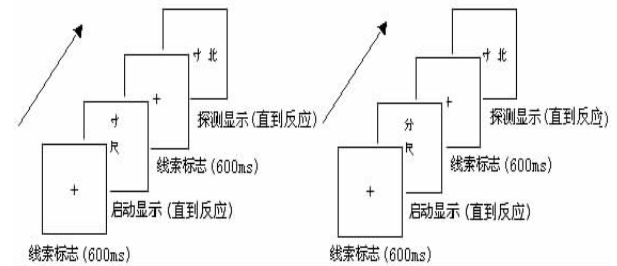 寸 北
+
探测显示(直到反应)
寸
尺
线索标志(600ms)
+
启动显示(直到反应)
线索标志(600ms)
寸 北
+
探测显示(直到反应)
分
尺
线索标志(600ms)
+
启动显示(直到反应)
线索标志(600ms)